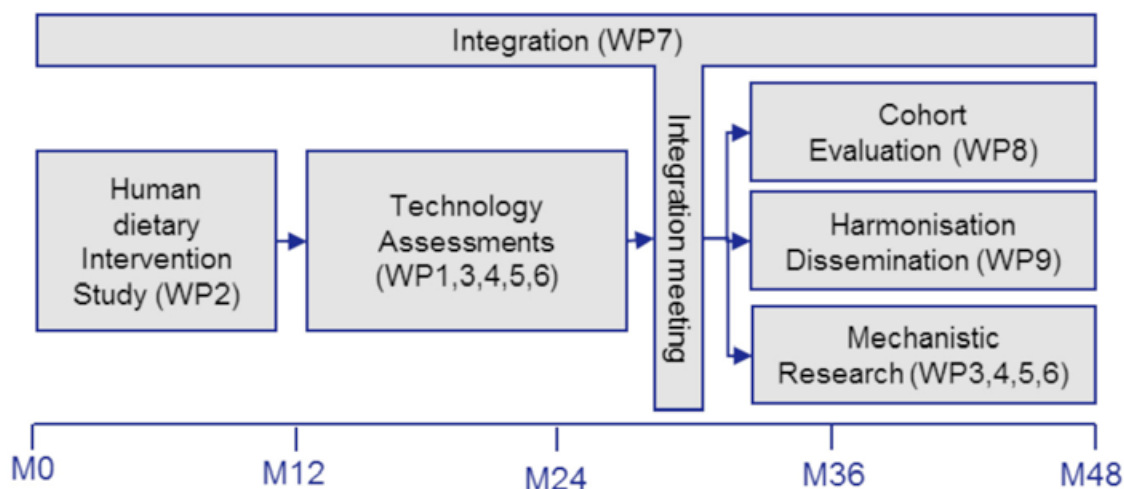 Integration (WP7)
Human
dietary
Intervention
Study (WP2)
Technology
Assessments
(WP1,3,4,5,6)
Integration meeting
Cohort
Evaluation (WP8)
Harmonisation
Dissemination (WP9)
Mechanistic
Research (WP3,4,5,6)
M0
M12
M24
M36
M48